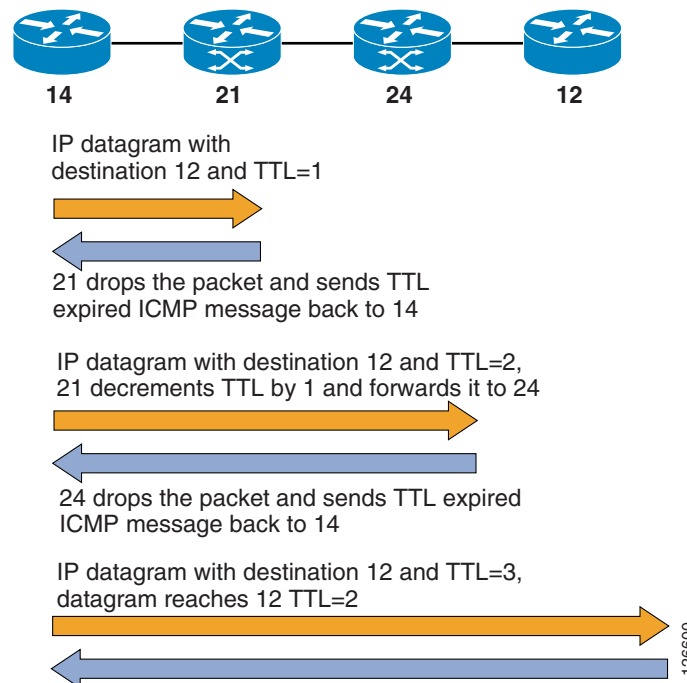 14 21 24 12
IP datagram with
destination 12 and TTL=1
21 drops the packet and sends TTL
expired ICMP message back to 14
IP datagram with destination 12 and TTL=2,
21 decrements TTL by 1 and forwards it to 24
24 drops the packet and sends TTL expired
ICMP message back to 14
IP datagram with destination 12 and TTL=3,
datagram reaches 12 TTL=2